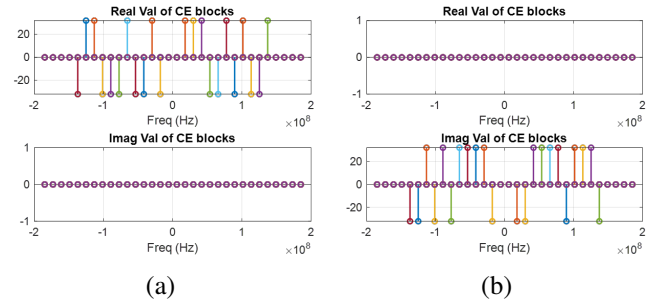 Real Val of CE blocks
20
0
-20
-2 -1 0 1 2
Freq (Hz) ×10⁸
Imag Val of CE blocks
1
0
-1
-2 -1 0 1 2
Freq (Hz) ×10⁸
(a)
Real Val of CE blocks
1
0
-1
-2 -1 0 1 2
Freq (Hz) ×10⁸
Imag Val of CE blocks
20
0
-20
-2 -1 0 1 2
Freq (Hz) ×10⁸
(b)